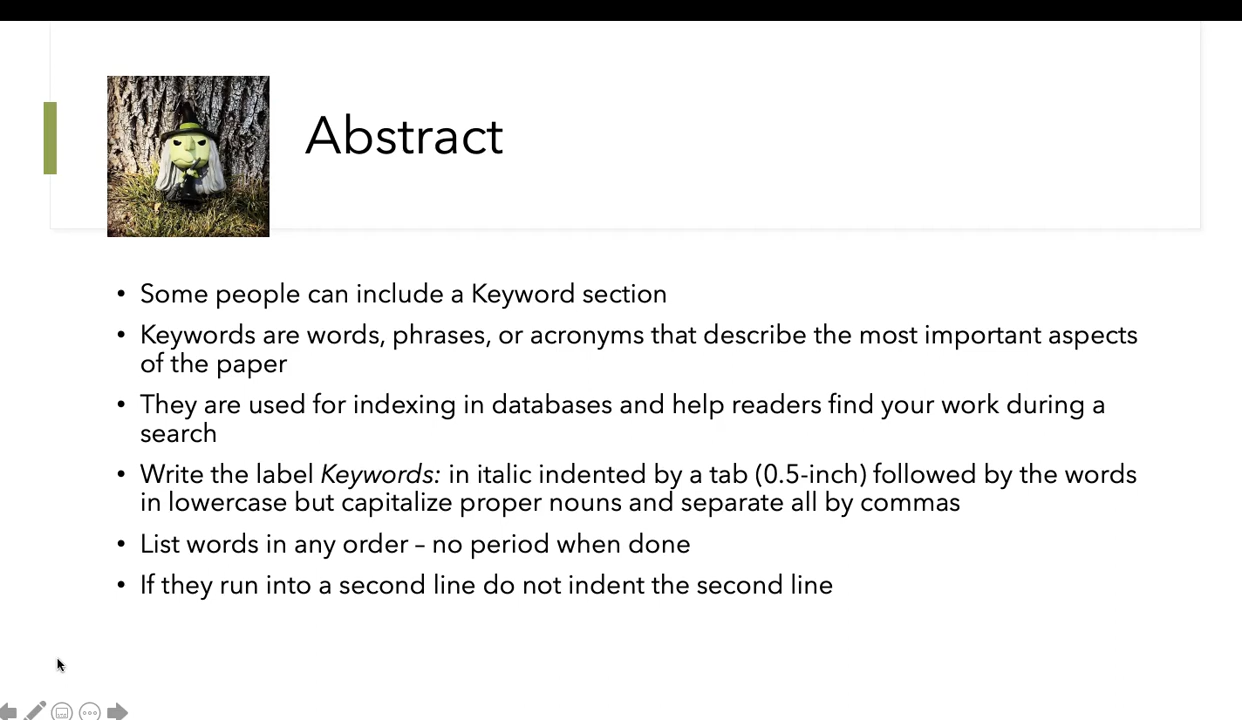 Abstract
• Some people can include a Keyword section
• Keywords are words, phrases, or acronyms that describe the most important aspects
of the paper
• They are used for indexing in databases and help readers find your work during a
search
• Write the label Keywords: in italic indented by a tab (0.5-inch) followed by the words
in lowercase but capitalize proper nouns and separate all by commas
• List words in any order – no period when done
• If they run into a second line do not indent the second line